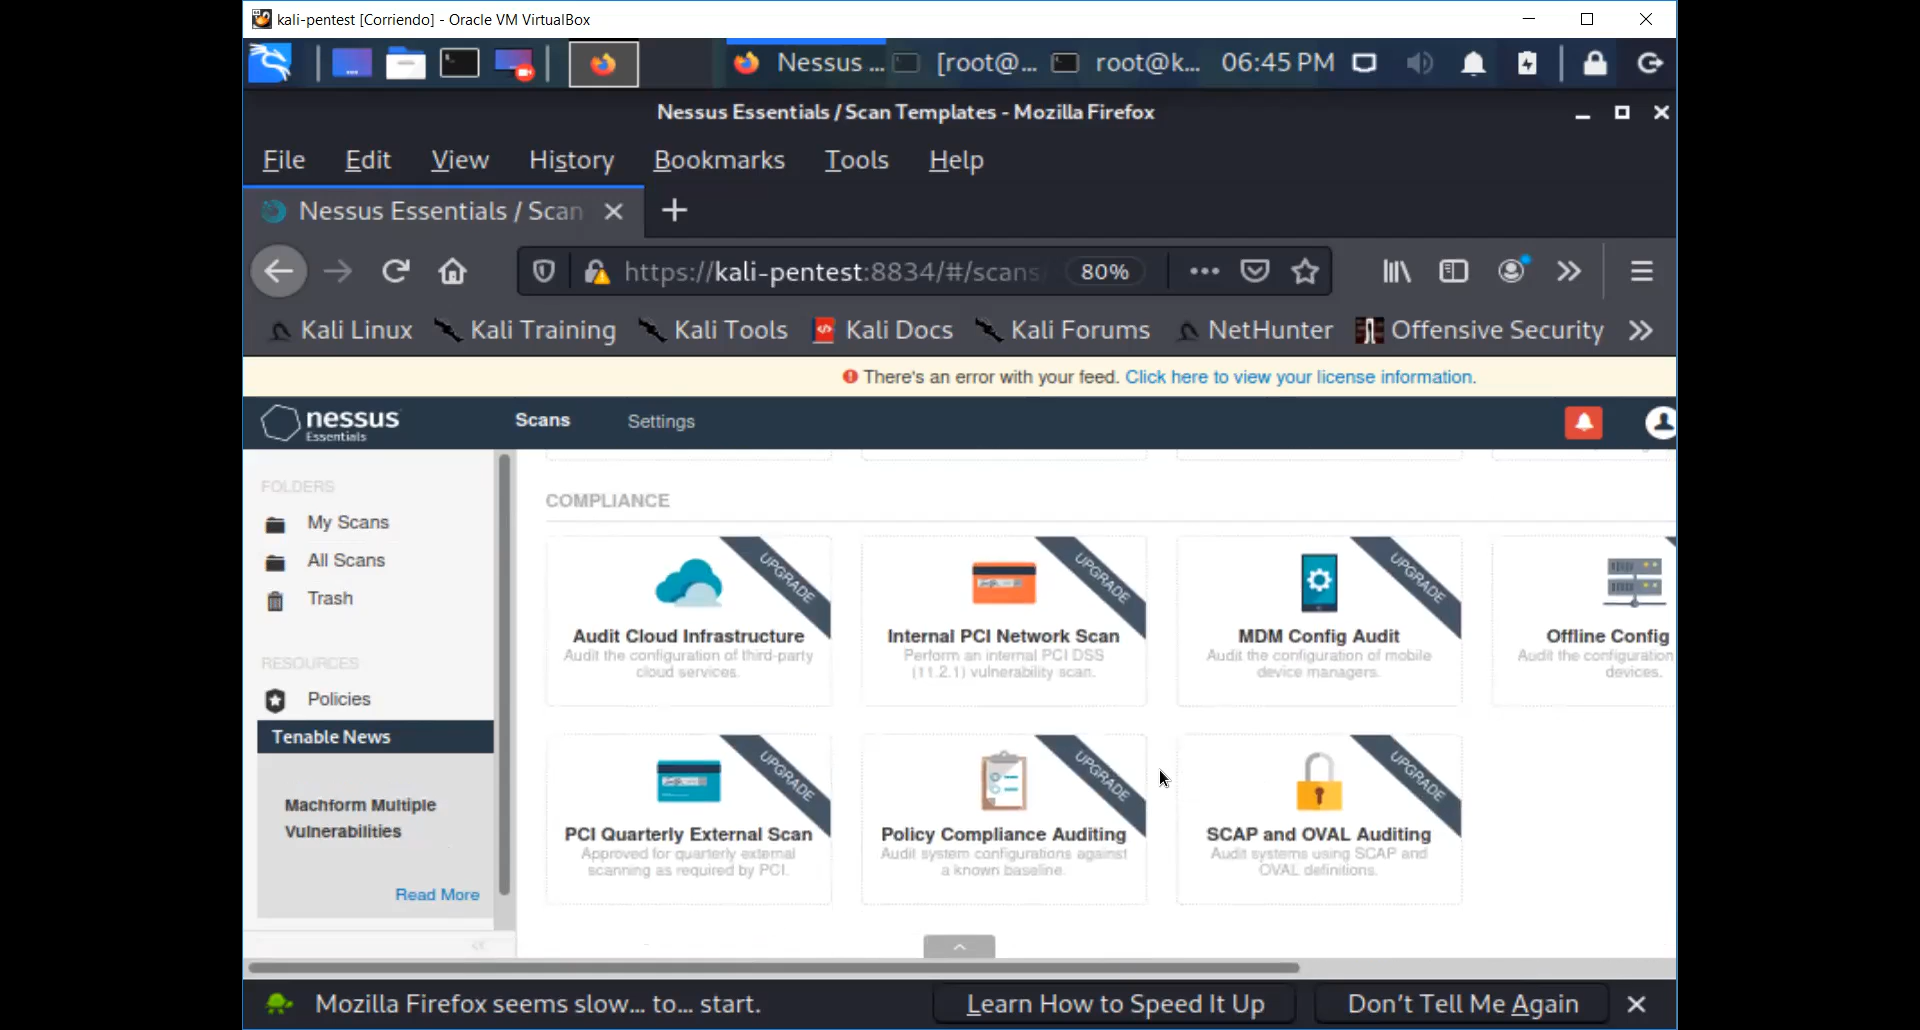 kali-pentest [Corriendo] - Oracle VM VirtualBox
Nessus ... [root@... root@k... 06:45 PM
Nessus Essentials / Scan Templates - Mozilla Firefox
File Edit View History Bookmarks Tools Help
Nessus Essentials / Scan
https://kali-pentest:8834/#/scans 80%
Kali Linux Kali Training Kali Tools Kali Docs Kali Forums NetHunter Offensive Security
There's an error with your feed. Click here to view your license information.
nessus Essentials Scans Settings
FOLDERS
My Scans
All Scans
Trash
RESOURCES
Policies
Tenable News
Machform Multiple
Vulnerabilities
Read More
COMPLIANCE
UPGRADE
Audit Cloud Infrastructure
Audit the configuration of third-party
cloud services.
UPGRADE
Internal PCI Network Scan
Perform an internal PCI DSS
(11.2.1) vulnerability scan.
UPGRADE
MDM Config Audit
Audit the configuration of mobile
device managers.
Offline Config
Audit the configuration
devices.
UPGRADE
PCI Quarterly External Scan
Approved for quarterly external
scanning as required by PCI.
UPGRADE
Policy Compliance Auditing
Audit system configurations against
a known baseline.
UPGRADE
SCAP and OVAL Auditing
Audit systems using SCAP and
OVAL definitions.
Mozilla Firefox seems slow... to... start. Learn How to Speed It Up Don't Tell Me Again